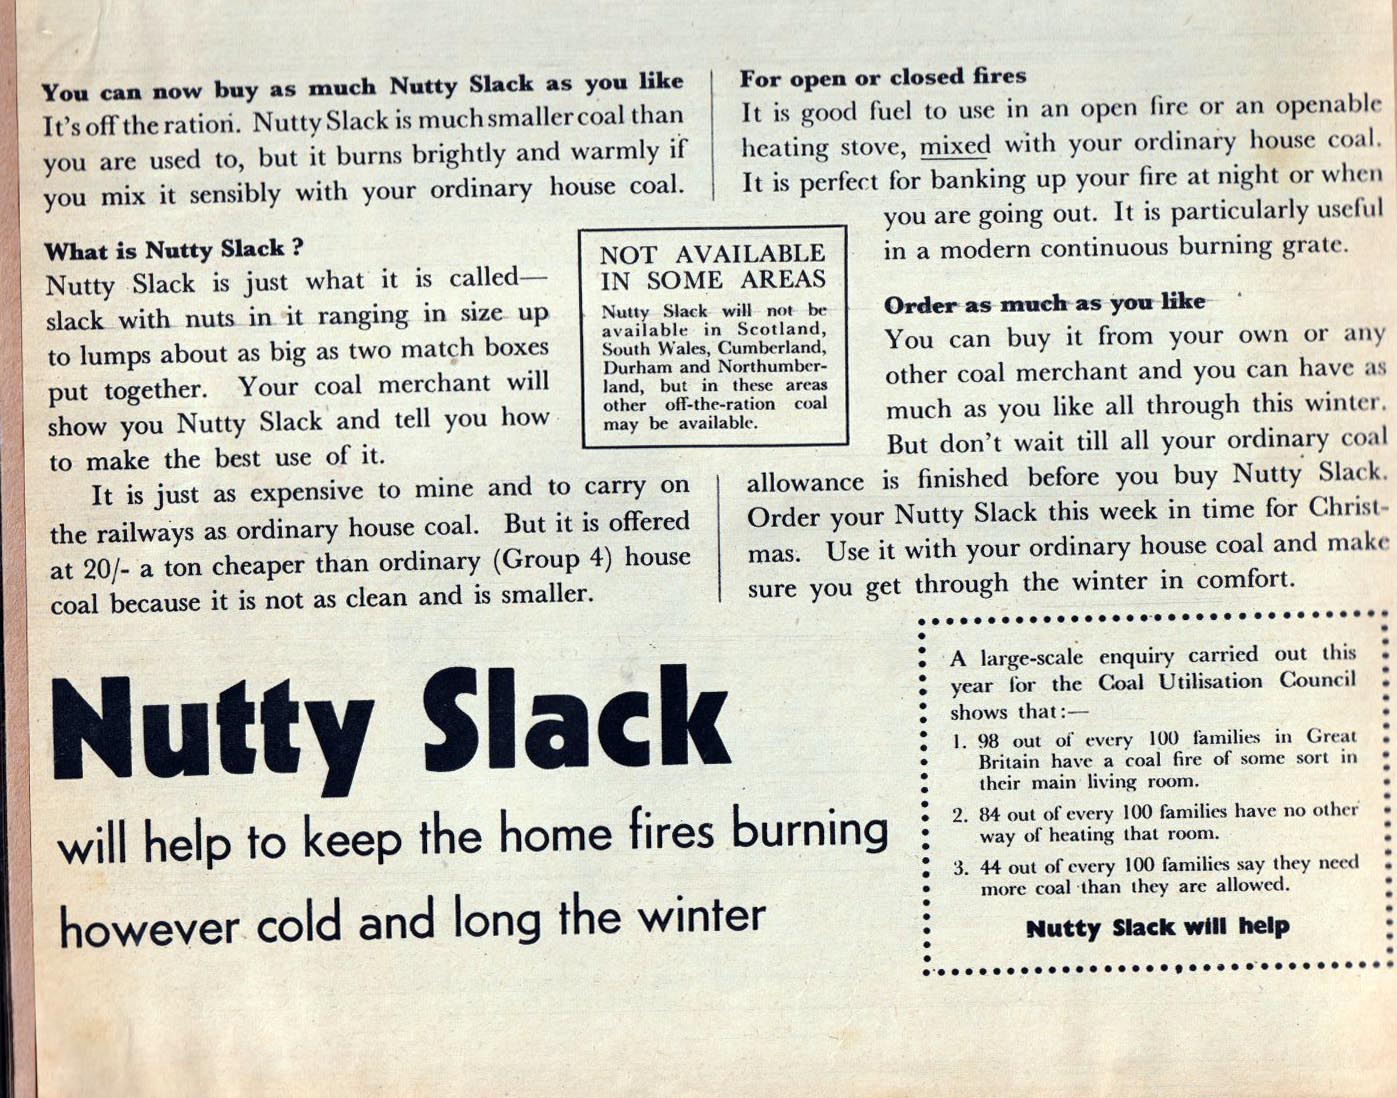 You can now buy as much Nutty Slack as you like
It's off the ration. Nutty Slack is much smaller coal than
you are used to, but it burns brightly and warmly if
you mix it sensibly with your ordinary house coal.
What is Nutty Slack ?
Nutty Slack is just what it is called—
slack with nuts in it ranging in size up
to lumps about as big as two match boxes
put together. Your coal merchant will
show you Nutty Slack and tell you how
to make the best use of it.
It is just as expensive to mine and to carry on
the railways as ordinary house coal. But it is offered
at 20/- a ton cheaper than ordinary (Group 4) house
coal because it is not as clean and is smaller.
NOT AVAILABLE
IN SOME AREAS
Nutty Slack will not be
available in Scotland,
South Wales, Cumberland,
Durham and Northumber-
land, but in these areas
other off-the-ration coal
may be available.
For open or closed fires
It is good fuel to use in an open fire or an openable
heating stove, mixed with your ordinary house coal.
It is perfect for banking up your fire at night or when
you are going out. It is particularly useful
in a modern continuous burning grate.
Order as much as you like
You can buy it from your own or any
other coal merchant and you can have as
much as you like all through this winter.
But don't wait till all your ordinary coal
allowance is finished before you buy Nutty Slack.
Order your Nutty Slack this week in time for Christ-
mas. Use it with your ordinary house coal and make
sure you get through the winter in comfort.
Nutty Slack
will help to keep the home fires burning
however cold and long the winter
A large-scale enquiry carried out this
year for the Coal Utilisation Council
shows that:—
1. 98 out of every 100 families in Great
Britain have a coal fire of some sort in
their main living room.
2. 84 out of every 100 families have no other
way of heating that room.
3. 44 out of every 100 families say they need
more coal than they are allowed.
Nutty Slack will help